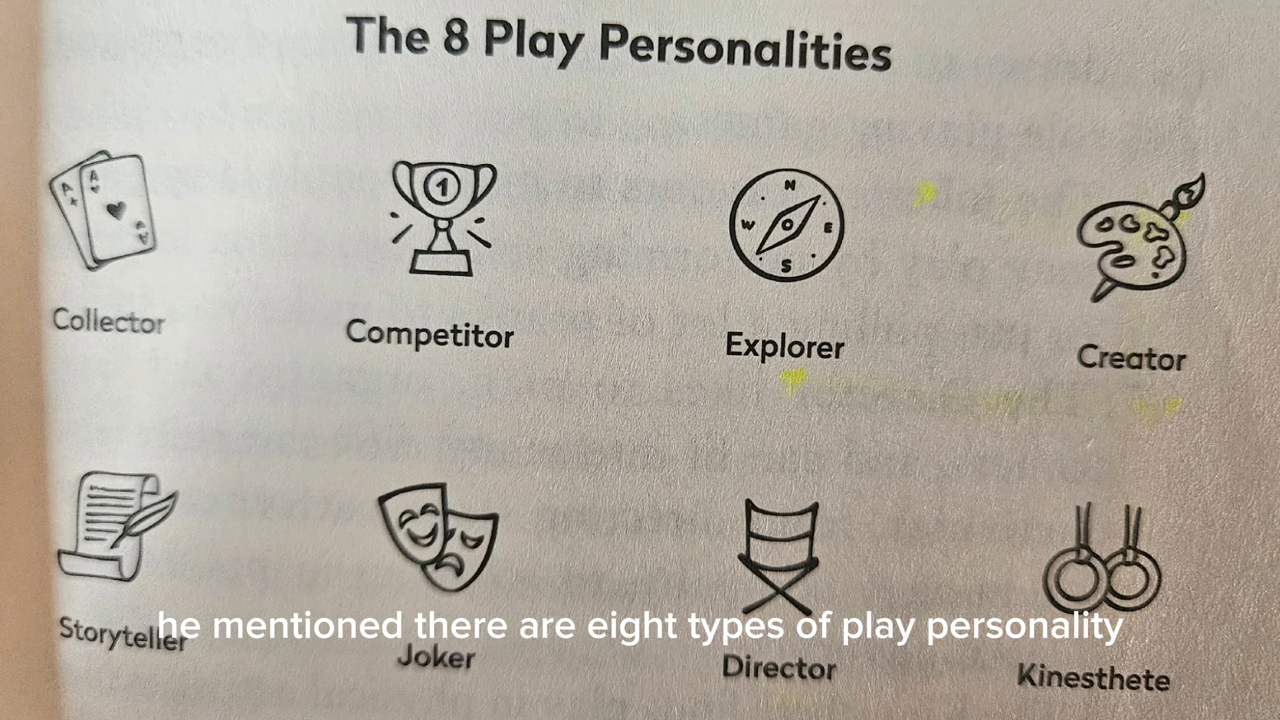 The 8 Play Personalities
A A A
1
N
W E
S
Collector
Competitor
Explorer
Creator
Storyteller
Joker
Director
Kinesthete
he mentioned there are eight types of play personality